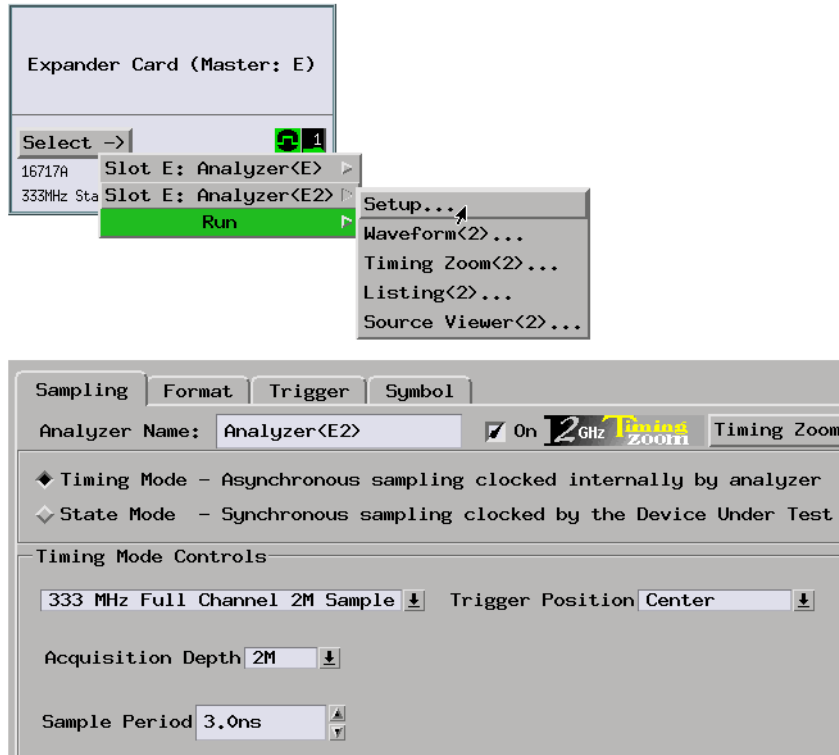 Expander Card (Master: E)
Select ->
1
16717A
333MHz Sta
Slot E: Analyzer<E>
Slot E: Analyzer<E2>
Run
Setup...
Waveform<2>...
Timing Zoom<2>...
Listing<2>...
Source Viewer<2>...
Sampling Format Trigger Symbol
Analyzer Name: Analyzer<E2> On 2GHz Timing zoom Timing Zoom
Timing Mode - Asynchronous sampling clocked internally by analyzer
State Mode - Synchronous sampling clocked by the Device Under Test
Timing Mode Controls
333 MHz Full Channel 2M Sample Trigger Position Center
Acquisition Depth 2M
Sample Period 3.0ns